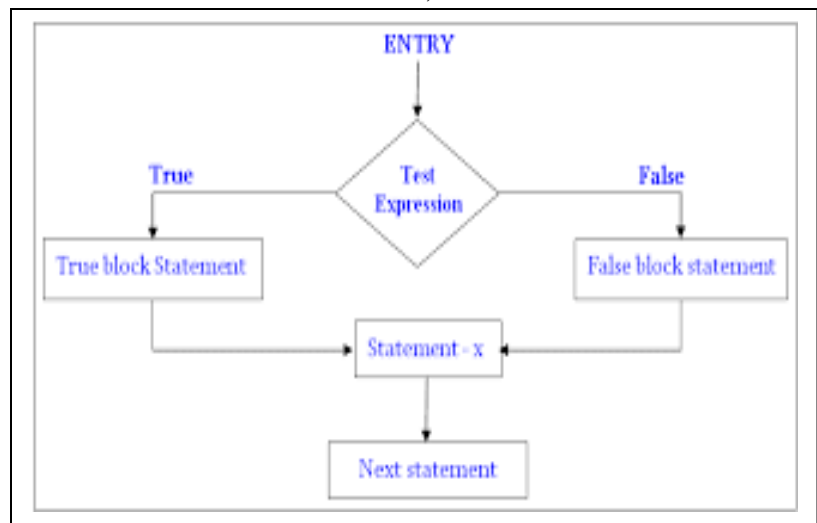 ENTRY
True
Test
Expression
False
True block Statement
False block statement
Statement - x
Next statement